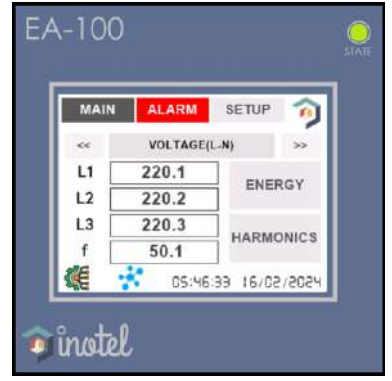 EA-100
STATE
MAIN ALARM SETUP
<< VOLTAGE(L-N) >>
L1 220.1
L2 220.2
ENERGY
L3 220.3
HARMONICS
f 50.1
05:46:33 16/02/2024
inotel